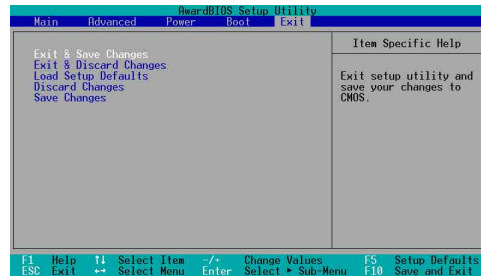 AwardBIOS Setup Utility
Main Advanced Power Boot Exit
Item Specific Help
Exit & Save Changes
Exit & Discard Changes
Load Setup Defaults
Discard Changes
Save Changes
Exit setup utility and
save your changes to
CMOS.
F1 Help ↑↓ Select Item -/+ Change Values F5 Setup Defaults
ESC Exit ←→ Select Menu Enter Select ► Sub-Menu F10 Save and Exit